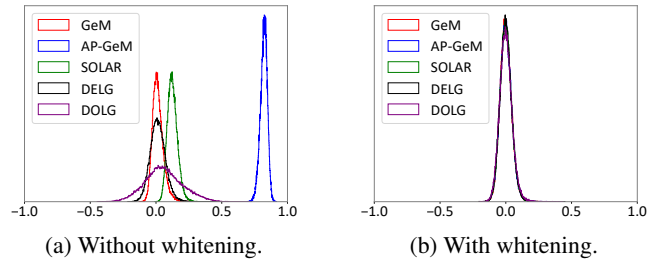 GeM
AP-GeM
SOLAR
DELG
DOLG
−1.0 −0.5 0.0 0.5 1.0
(a) Without whitening.
GeM
AP-GeM
SOLAR
DELG
DOLG
−1.0 −0.5 0.0 0.5 1.0
(b) With whitening.